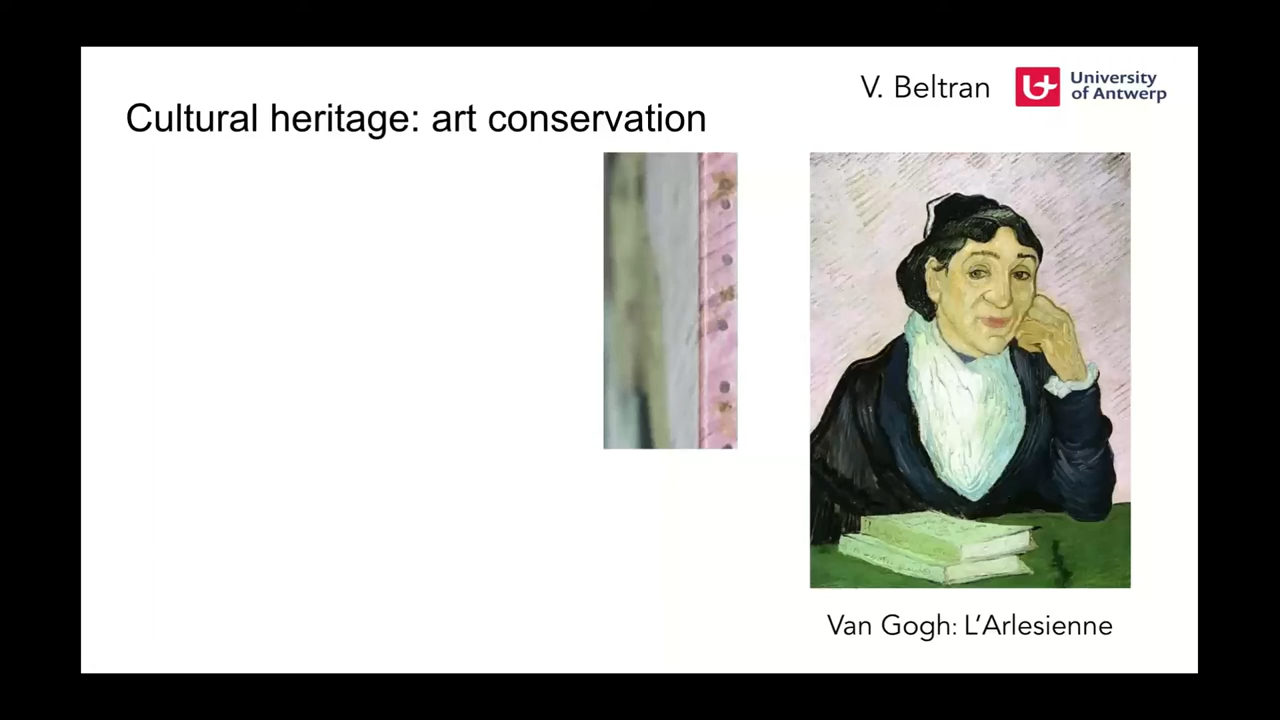 V. Beltran
University
of Antwerp
Cultural heritage: art conservation
Van Gogh: L’Arlesienne